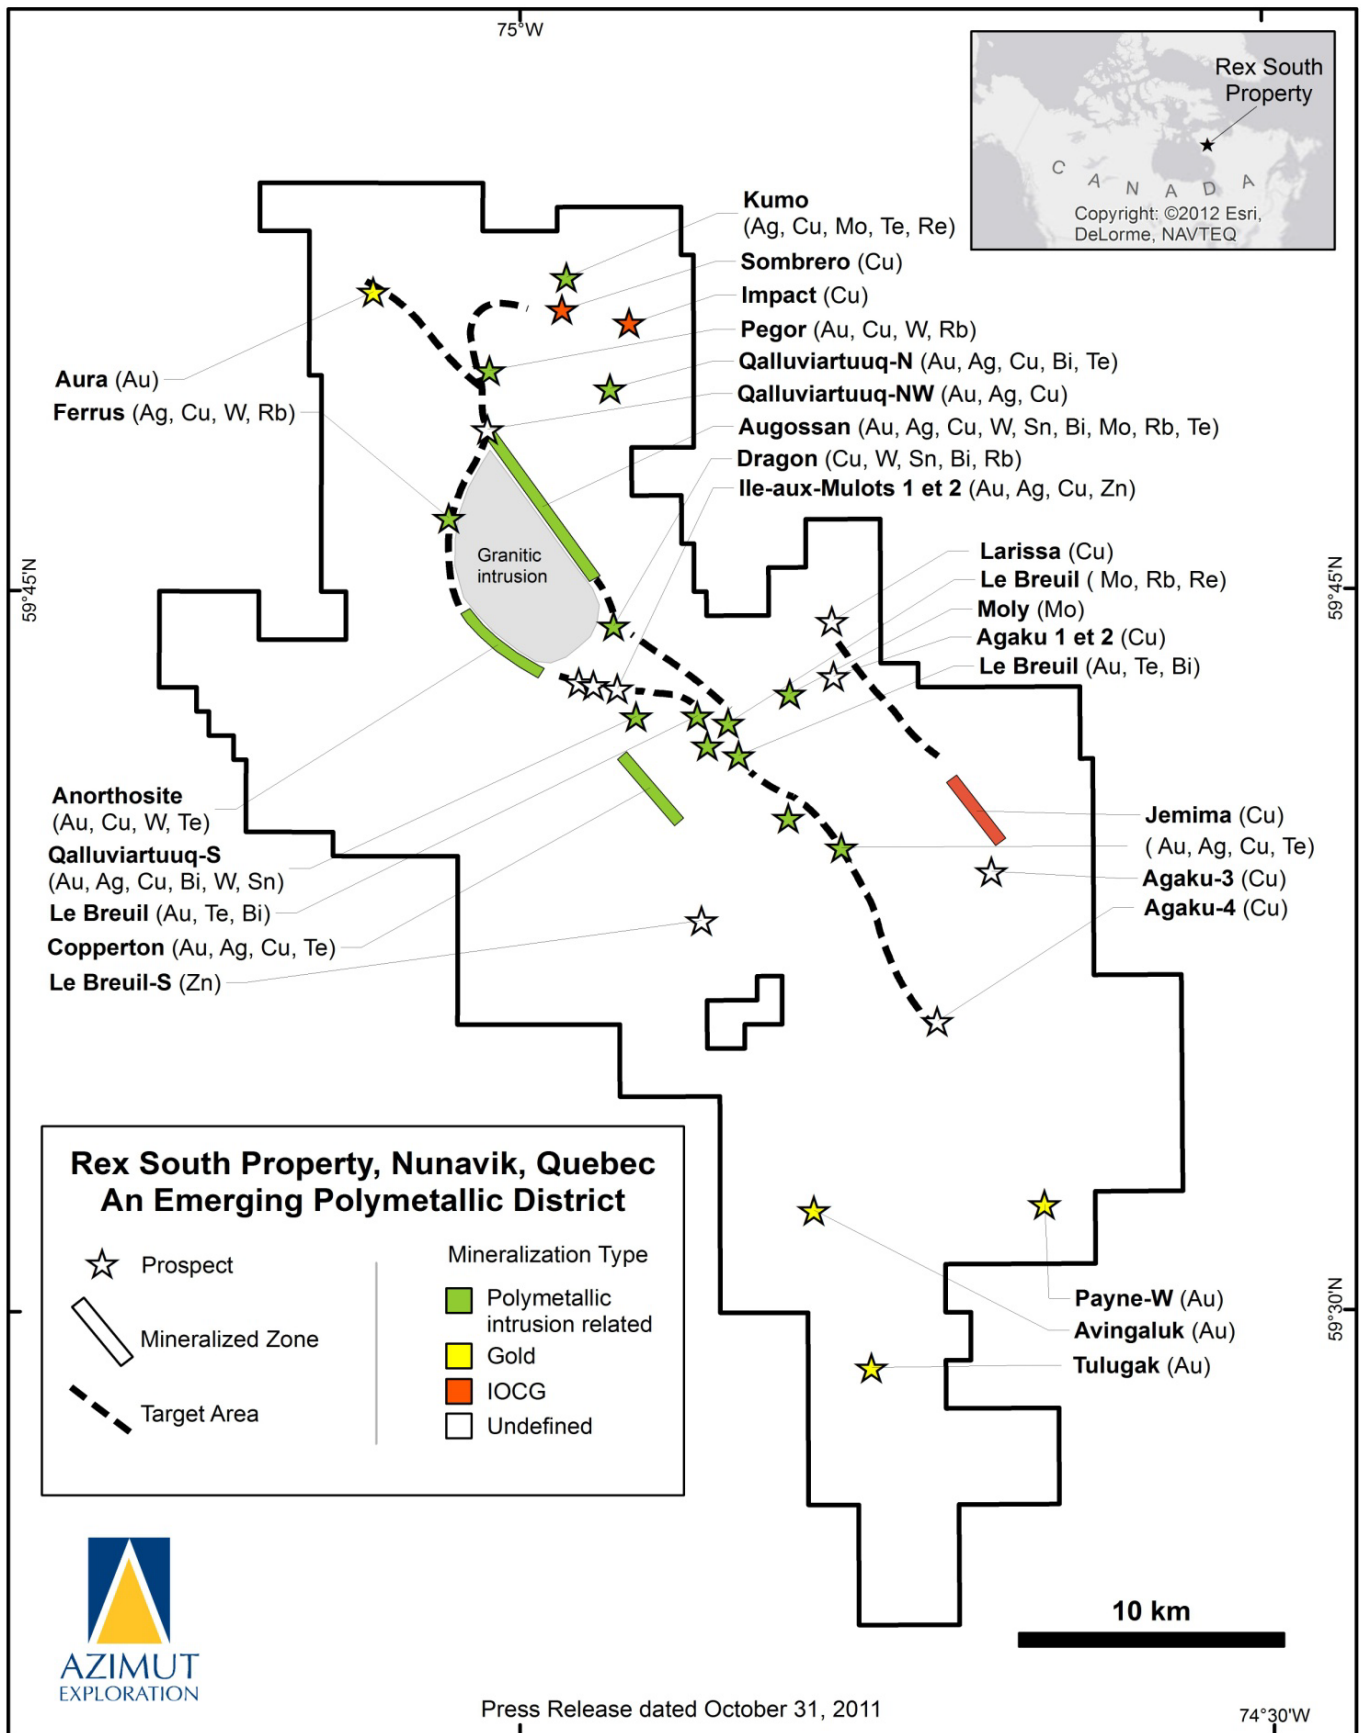 75°W
Rex South
Property
C A N A D A
Copyright: ©2012 Esri,
DeLorme, NAVTEQ
Kumo
(Ag, Cu, Mo, Te, Re)
Sombrero (Cu)
Impact (Cu)
Pegor (Au, Cu, W, Rb)
Qalluviartuuq-N (Au, Ag, Cu, Bi, Te)
Qalluviartuuq-NW (Au, Ag, Cu)
Augossan (Au, Ag, Cu, W, Sn, Bi, Mo, Rb, Te)
Dragon (Cu, W, Sn, Bi, Rb)
Ile-aux-Mulots 1 et 2 (Au, Ag, Cu, Zn)
Aura (Au)
Ferrus (Ag, Cu, W, Rb)
Granitic
intrusion
59°45'N
59°45'N
Larissa (Cu)
Le Breuil ( Mo, Rb, Re)
Moly (Mo)
Agaku 1 et 2 (Cu)
Le Breuil (Au, Te, Bi)
Anorthosite
(Au, Cu, W, Te)
Qalluviartuuq-S
(Au, Ag, Cu, Bi, W, Sn)
Le Breuil (Au, Te, Bi)
Copperton (Au, Ag, Cu, Te)
Le Breuil-S (Zn)
Jemima (Cu)
( Au, Ag, Cu, Te)
Agaku-3 (Cu)
Agaku-4 (Cu)
Rex South Property, Nunavik, Quebec
An Emerging Polymetallic District
Prospect
Mineralized Zone
Target Area
Mineralization Type
Polymetallic
intrusion related
Gold
IOCG
Undefined
Payne-W (Au)
Avingaluk (Au)
Tulugak (Au)
59°30'N
10 km
AZIMUT
EXPLORATION
Press Release dated October 31, 2011
74°30'W